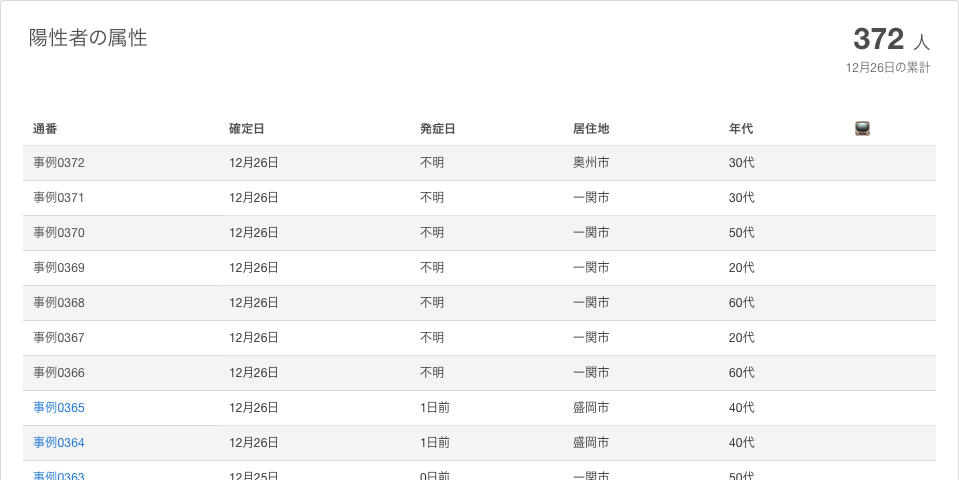 陽性者の属性
372 人
12月26日の累計
通番 確定日 発症日 居住地 年代
事例0372 12月26日 不明 奥州市 30代
事例0371 12月26日 不明 一関市 30代
事例0370 12月26日 不明 一関市 50代
事例0369 12月26日 不明 一関市 20代
事例0368 12月26日 不明 一関市 60代
事例0367 12月26日 不明 一関市 20代
事例0366 12月26日 不明 一関市 60代
事例0365 12月26日 1日前 盛岡市 40代
事例0364 12月26日 1日前 盛岡市 40代
事例0363 12月25日 0日前 一関市 50代